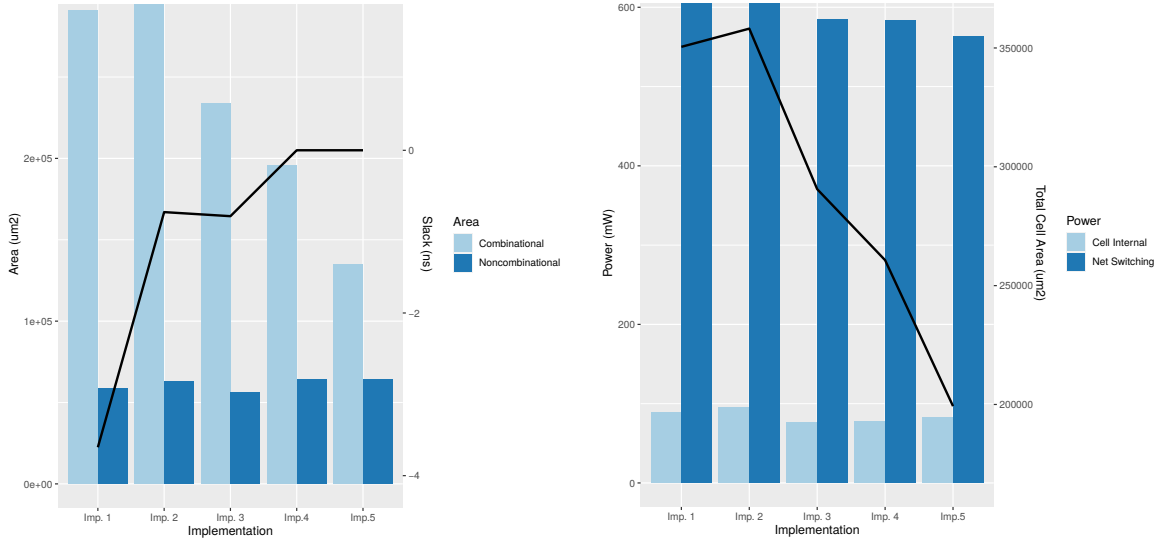 Area (um2)
2e+05
1e+05
0e+00
0
−2
−4
Slack (ns)
Imp. 1
Imp. 2
Imp. 3
Imp.4
Imp.5
Implementation
Area
Combinational
Noncombinational
Power (mW)
600
400
200
0
350000
300000
250000
200000
Total Cell Area (um2)
Imp. 1
Imp. 2
Imp. 3
Imp. 4
Imp.5
Implementation
Power
Cell Internal
Net Switching